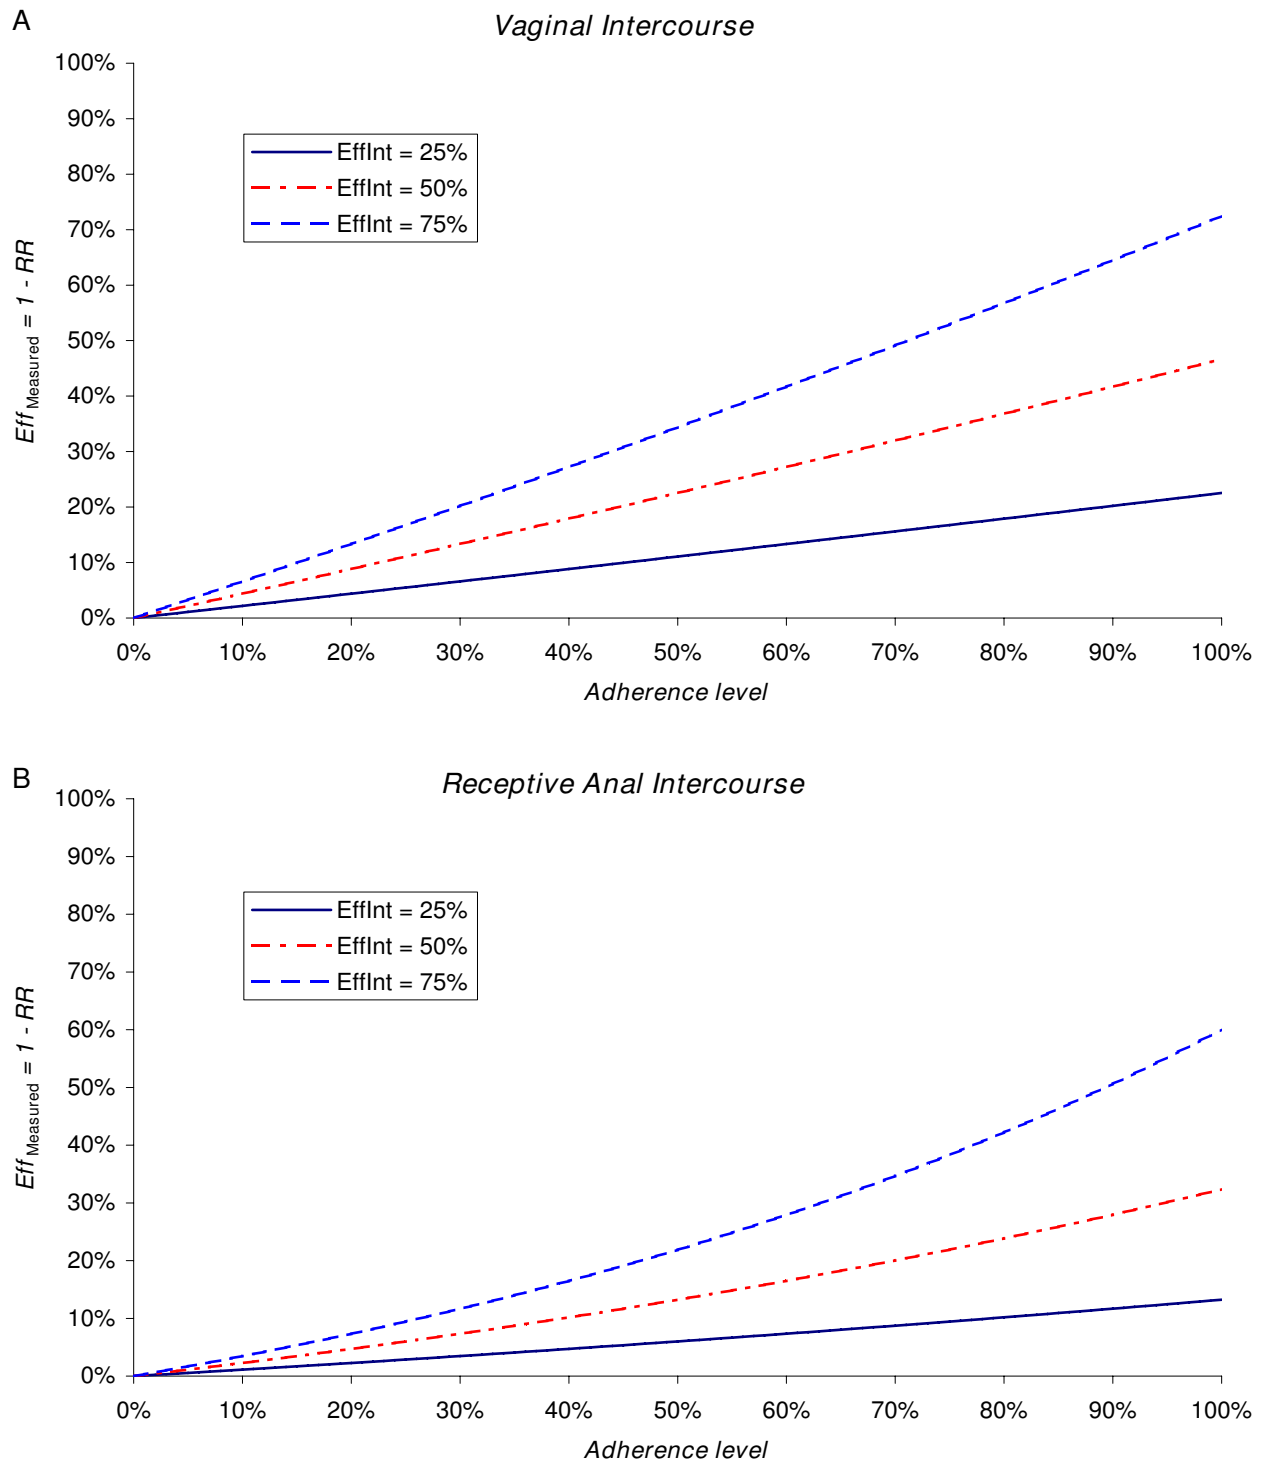 A
Vaginal Intercourse
100%
90%
80%
70%
60%
50%
40%
30%
20%
10%
0%
Eff Measured = 1 - RR
EffInt = 25%
EffInt = 50%
EffInt = 75%
0% 10% 20% 30% 40% 50% 60% 70% 80% 90% 100%
Adherence level
B
Receptive Anal Intercourse
100%
90%
80%
70%
60%
50%
40%
30%
20%
10%
0%
Eff Measured = 1 - RR
EffInt = 25%
EffInt = 50%
EffInt = 75%
0% 10% 20% 30% 40% 50% 60% 70% 80% 90% 100%
Adherence level